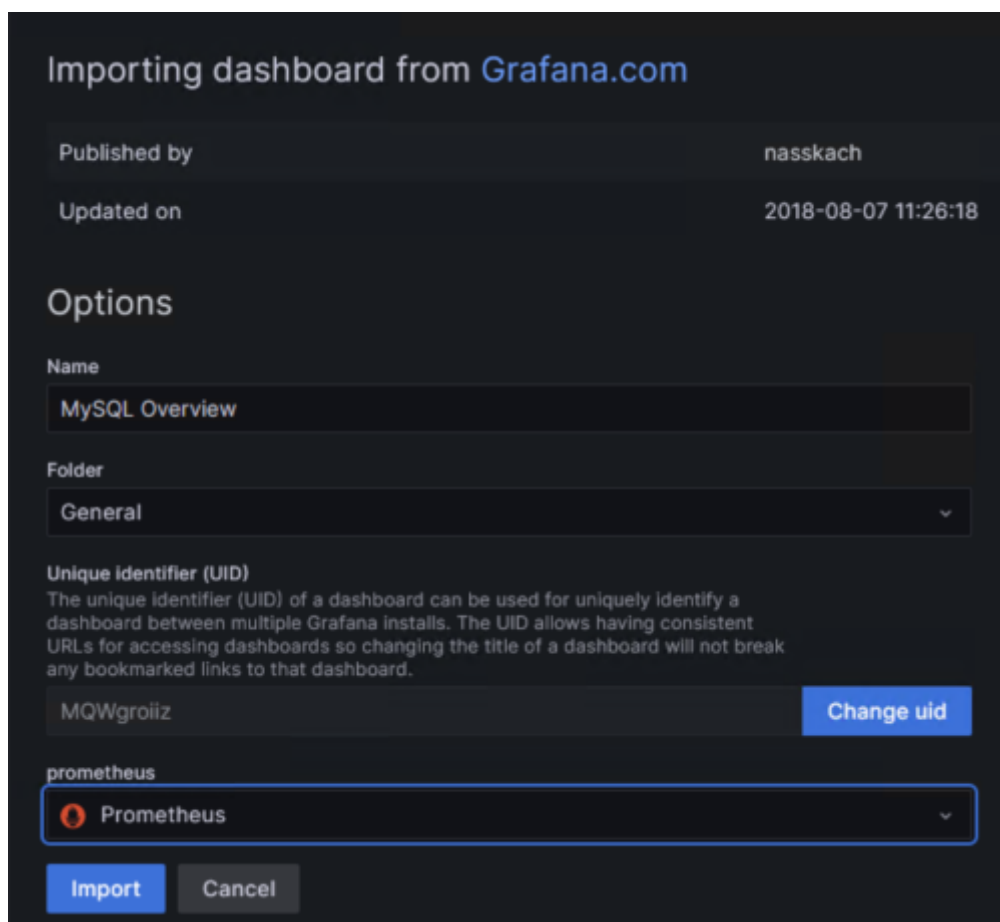 Importing dashboard from Grafana.com
Published by nasskach
Updated on 2018-08-07 11:26:18
Options
Name
MySQL Overview
Folder
General
Unique identifier (UID)
The unique identifier (UID) of a dashboard can be used for uniquely identify a
dashboard between multiple Grafana installs. The UID allows having consistent
URLs for accessing dashboards so changing the title of a dashboard will not break
any bookmarked links to that dashboard.
MQWgroiiz Change uid
prometheus
Prometheus
Import Cancel